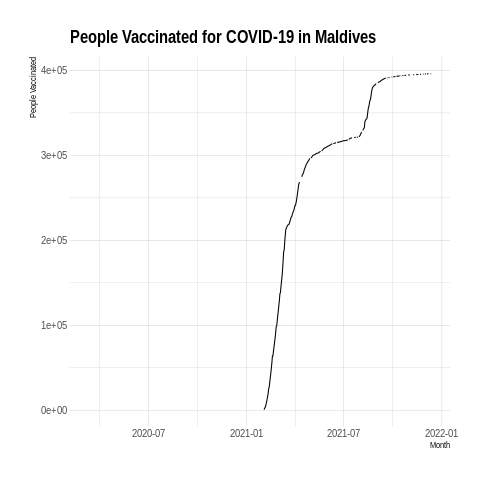 People Vaccinated for COVID-19 in Maldives
People Vaccinated
4e+05
3e+05
2e+05
1e+05
0e+00
2020-07 2021-01 2021-07 2022-01
Month